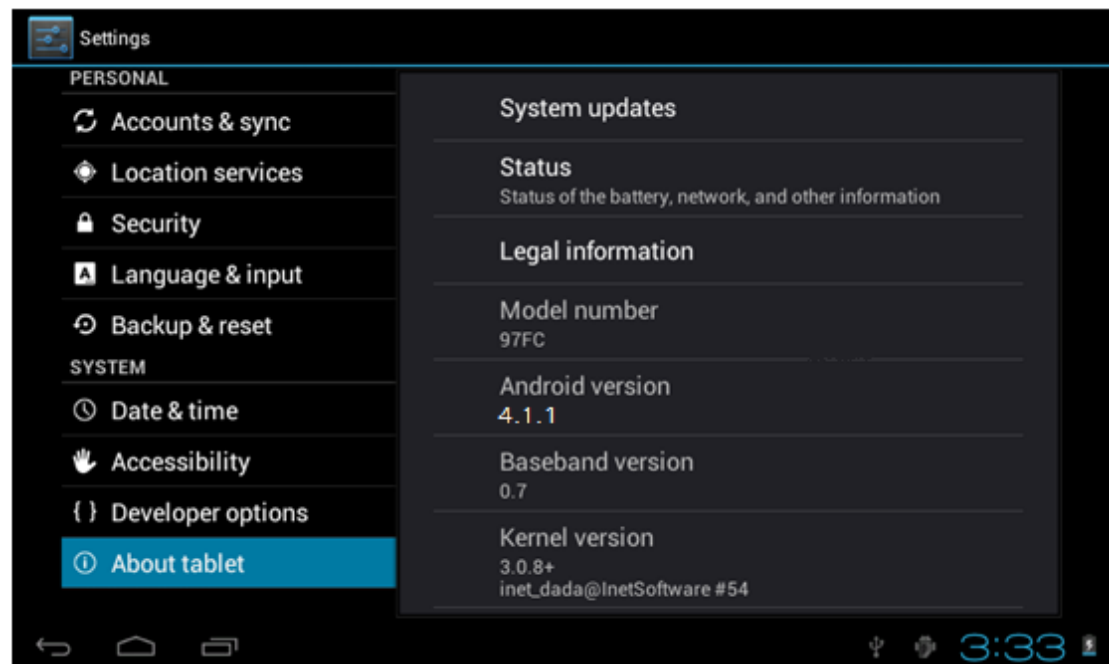 Settings
PERSONAL
Accounts & sync
Location services
Security
Language & input
Backup & reset
SYSTEM
Date & time
Accessibility
{ } Developer options
About tablet
System updates
Status
Status of the battery, network, and other information
Legal information
Model number
97FC
Android version
4.1.1
Baseband version
0.7
Kernel version
3.0.8+
inet_dada@InetSoftware #54
3:33